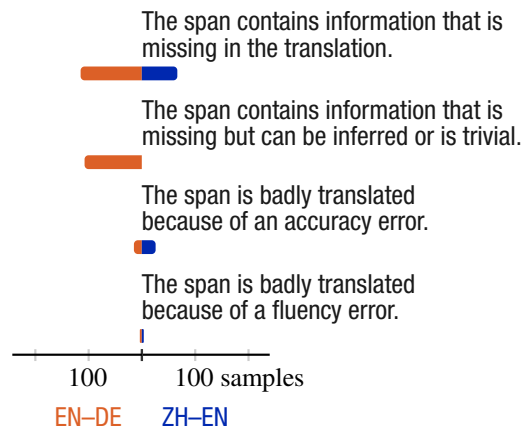 The span contains information that is
missing in the translation.
The span contains information that is
missing but can be inferred or is trivial.
The span is badly translated
because of an accuracy error.
The span is badly translated
because of a fluency error.
100 100 samples
EN–DE ZH–EN